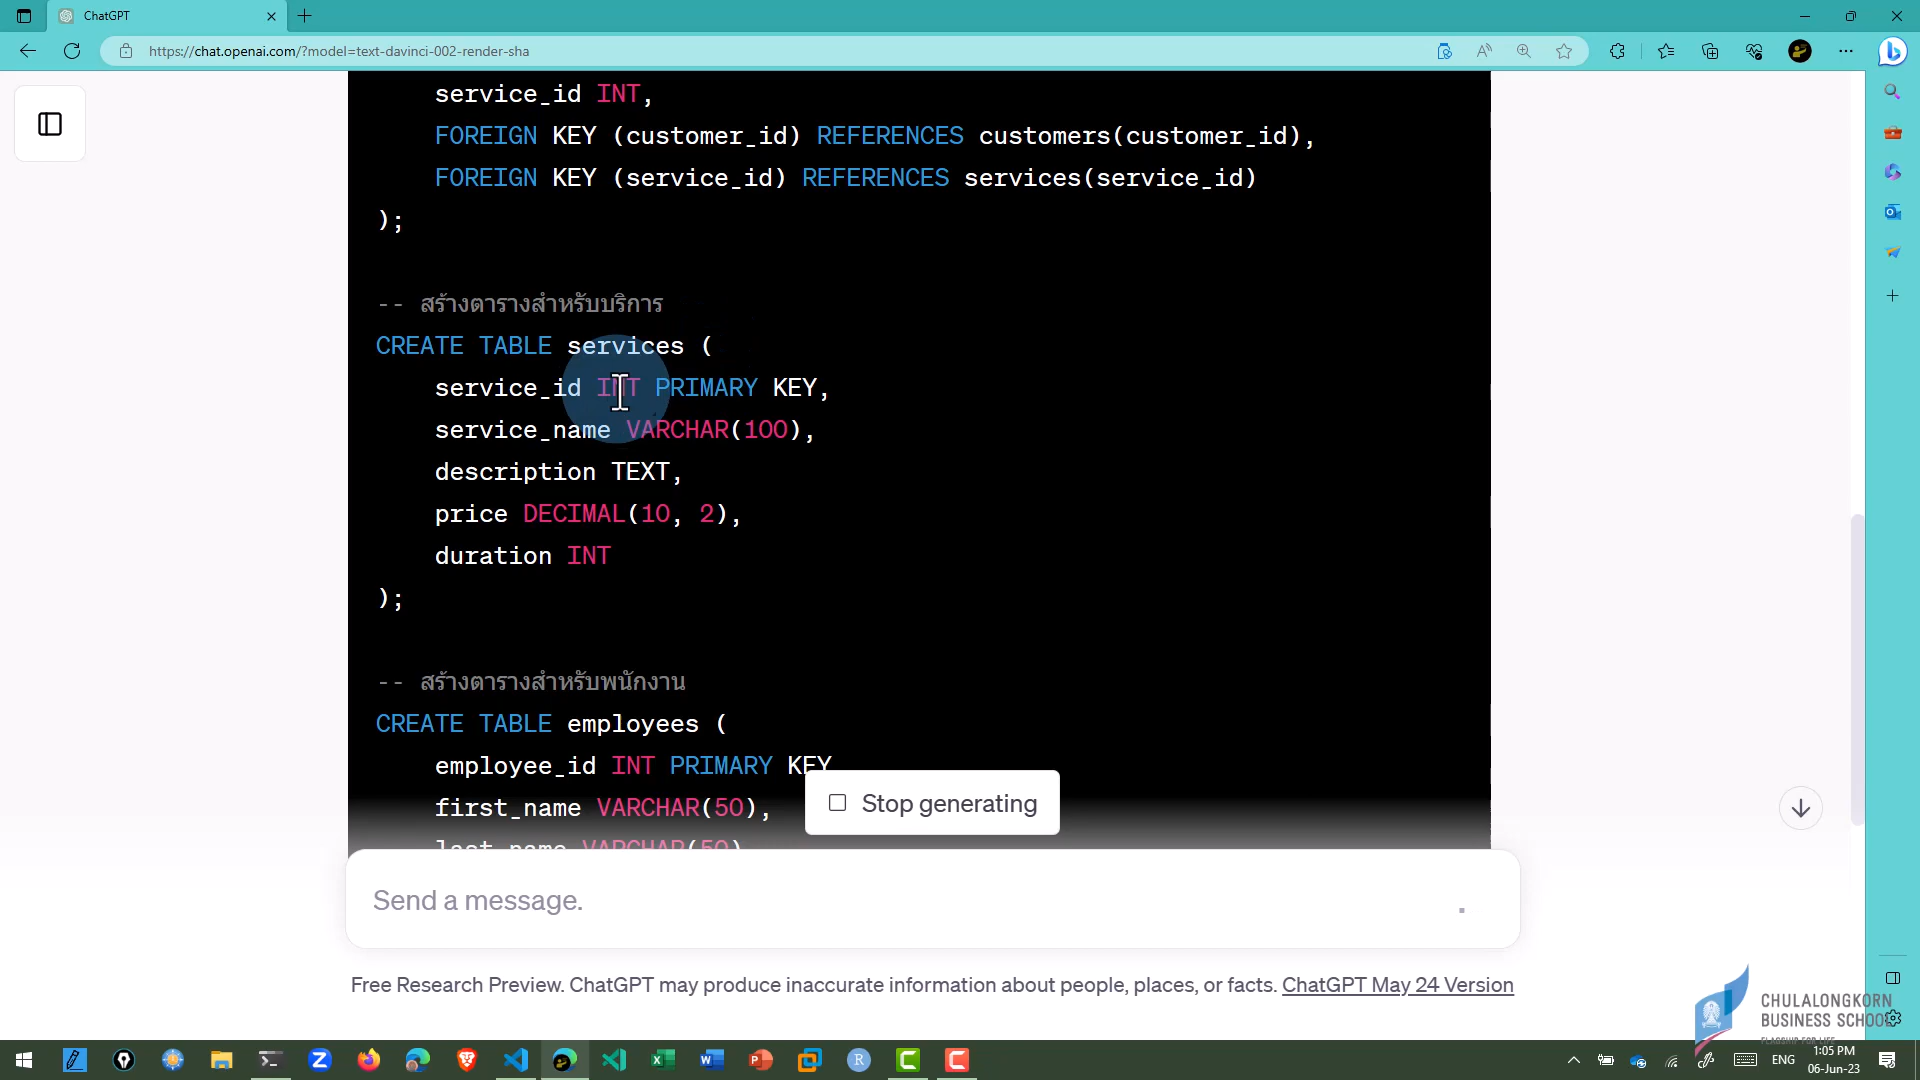 ChatGPT
https://chat.openai.com/?model=text-davinci-002-render-sha
service_id INT,
FOREIGN KEY (customer_id) REFERENCES customers(customer_id),
FOREIGN KEY (service_id) REFERENCES services(service_id)
);
-- สร้างตารางสำหรับบริการ
CREATE TABLE services (
service_id INT PRIMARY KEY,
service_name VARCHAR(100),
description TEXT,
price DECIMAL(10, 2),
duration INT
);
-- สร้างตารางสำหรับพนักงาน
CREATE TABLE employees (
employee_id INT PRIMARY KEY
first_name VARCHAR(50),
last_name VARCHAR(50)
Stop generating
Send a message.
Free Research Preview. ChatGPT may produce inaccurate information about people, places, or facts. ChatGPT May 24 Version
CHULALONGKORN
BUSINESS SCHOOL
FLAGSHIP FOR LIFE
ENG
1:05 PM
06-Jun-23